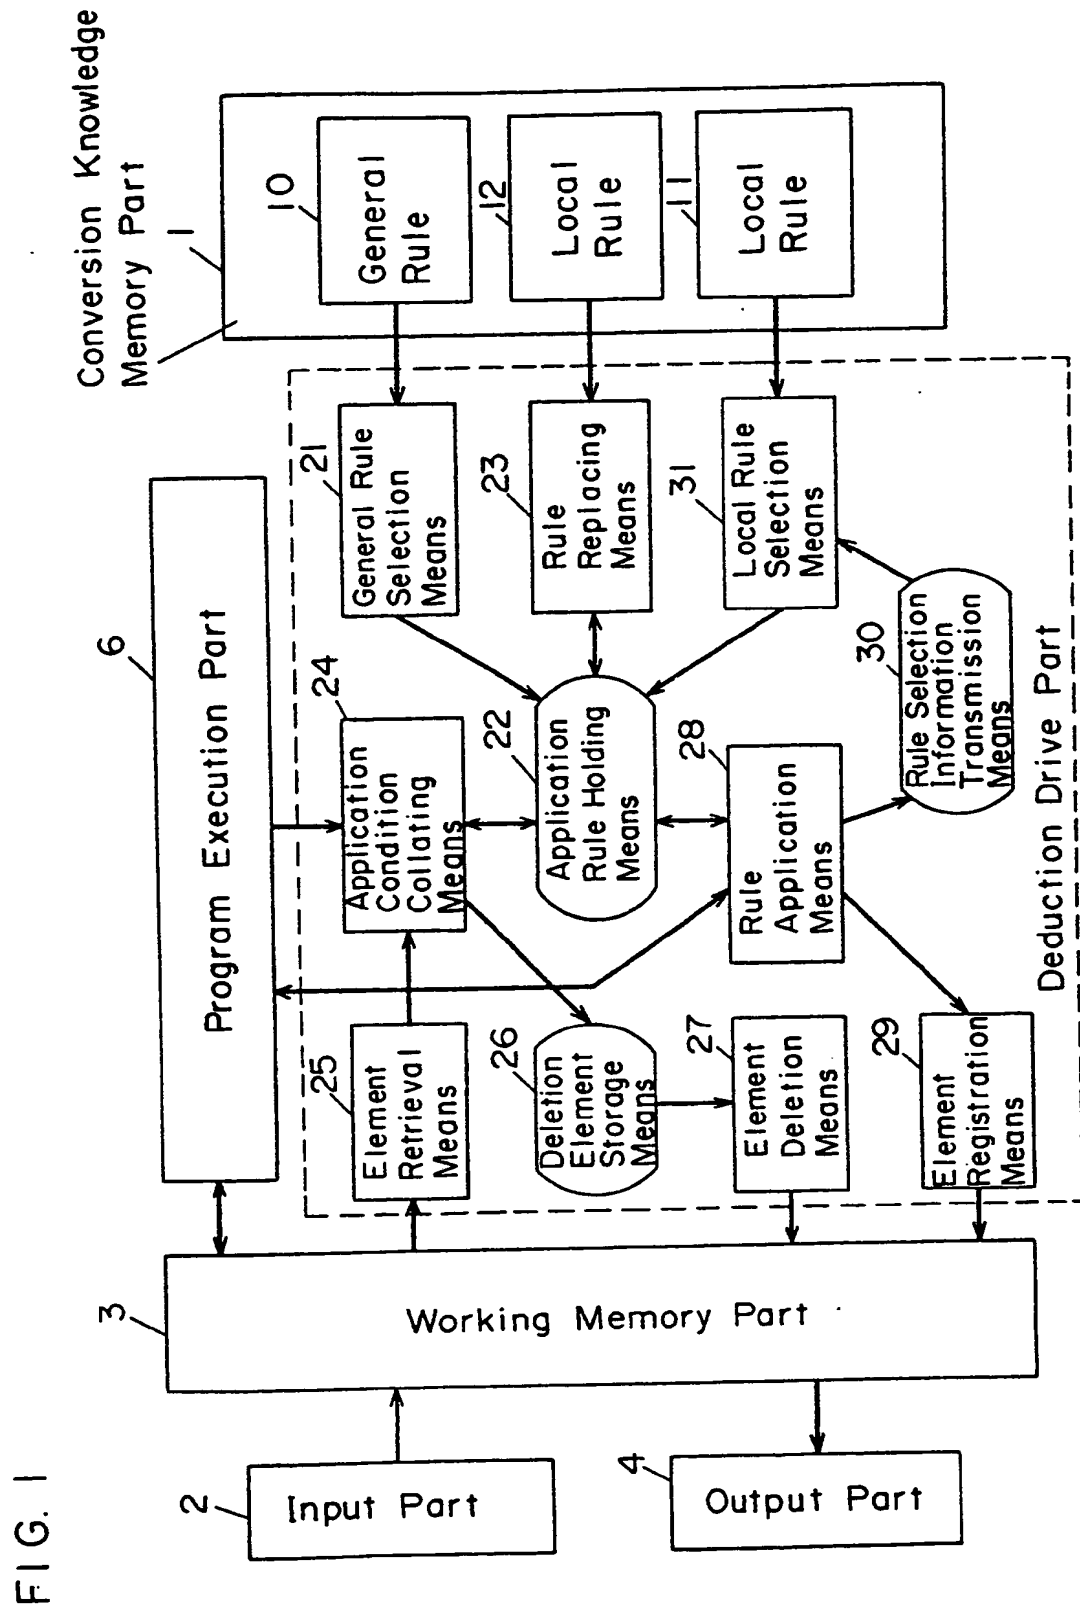 FIG. 1
Conversion Knowledge
Memory Part
1
10
General
Rule
12
Local
Rule
11
Local
Rule
6
Program Execution Part
21
General Rule
Selection
Means
23
Rule
Replacing
Means
31
Local Rule
Selection
Means
24
Application
Condition
Collating
Means
22
Application
Rule Holding
Means
28
Rule
Application
Means
30
Rule Selection
Information
Transmission
Means
25
Element
Retrieval
Means
26
Deletion
Element
Storage
Means
27
Element
Deletion
Means
29
Element
Registration
Means
Deduction Drive Part
3
Working Memory Part
2
Input Part
4
Output Part